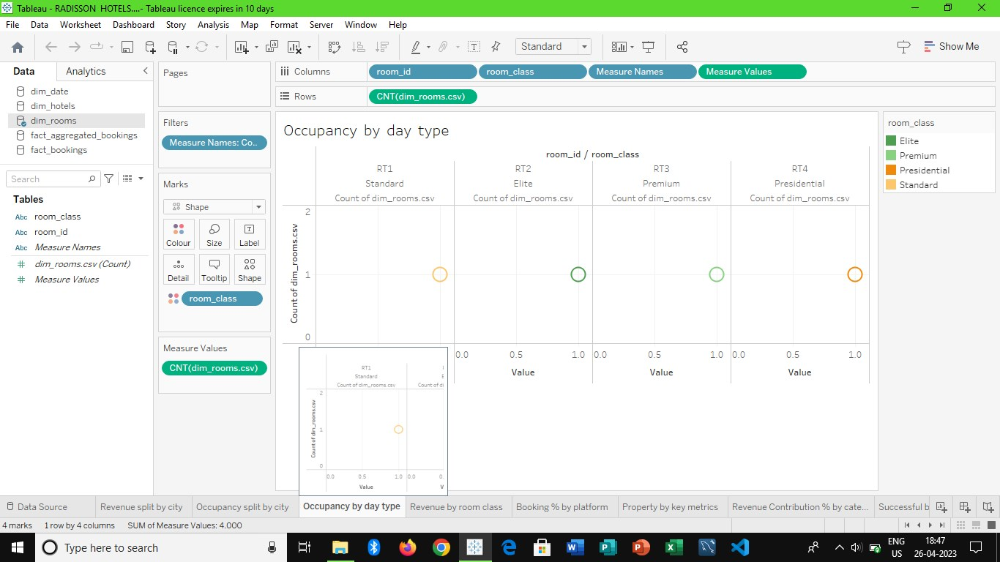 Tableau - RADISSON  HOTELS....- Tableau licence expires in 10 days
File Data Worksheet Dashboard Story Analysis Map Format Server Window Help
Standard
Show Me
Data
Analytics
dim_date
dim_hotels
dim_rooms
fact_aggregated_bookings
fact_bookings
Search
Tables
Abc room_class
Abc room_id
Abc Measure Names
# dim_rooms.csv (Count)
# Measure Values
Pages
Filters
Measure Names: Co..
Marks
Shape
Colour Size Label
Detail Tooltip Shape
room_class
Measure Values
CNT(dim_rooms.csv)
Columns room_id room_class Measure Names Measure Values
Rows CNT(dim_rooms.csv)
Occupancy by day type
room_id / room_class
RT1 RT2 RT3 RT4
Standard Elite Premium Presidential
Count of dim_rooms.csv Count of dim_rooms.csv Count of dim_rooms.csv Count of dim_rooms.csv
Count of dim_rooms.csv
2
1
0
0.0 0.5 1.0 0.0 0.5 1.0 0.0 0.5 1.0
Value Value Value
RT1
Standard
Count of dim_rooms.csv Count of di
Count of dim_rooms.csv
2
1
0
0.0 0.5 1.0 0.0 0.
Value V
room_class
Elite
Premium
Presidential
Standard
Data Source Revenue split by city Occupancy split by city Occupancy by day type Revenue by room class Booking % by platform Property by key metrics Revenue Contribution % by cate... Successful b
4 marks 1 row by 4 columns SUM of Measure Values: 4.000
Type here to search
ENG
US
18:47
26-04-2023